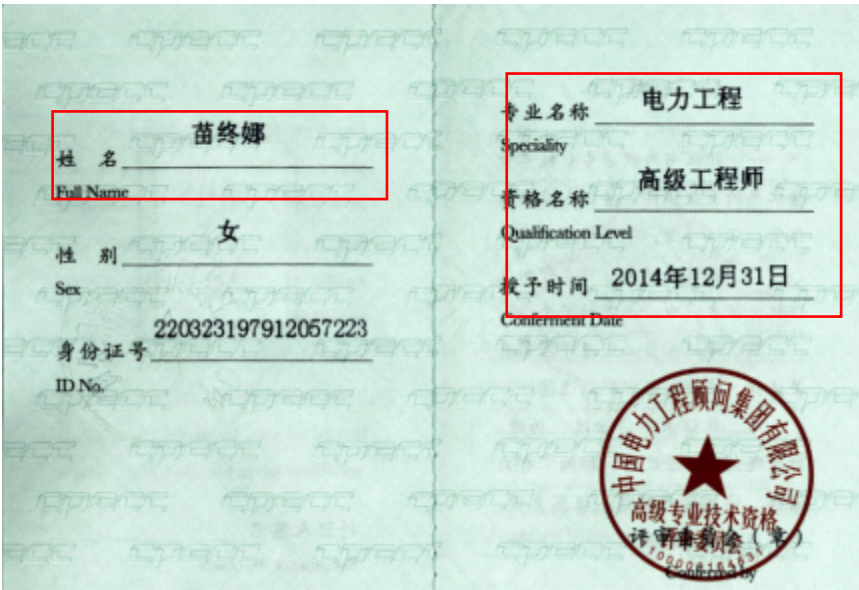 苗终娜
姓 名
Full Name
女
性 别
Sex
220323197912057223
身份证号
ID No.
电力工程
专业名称
Speciality
高级工程师
资格名称
Qualification Level
2014年12月31日
授予时间
Conferment Date
中国电力工程顾问集团有限公司
高级专业技术资格
评审委员会
(章)
Conferred by